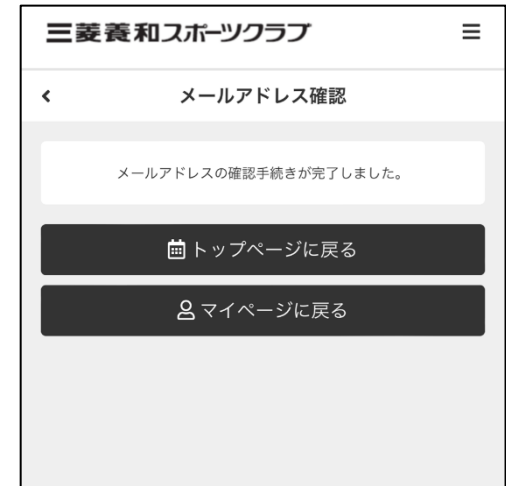 三菱養和スポーツクラブ
メールアドレス確認
メールアドレスの確認手続きが完了しました。
トップページに戻る
マイページに戻る